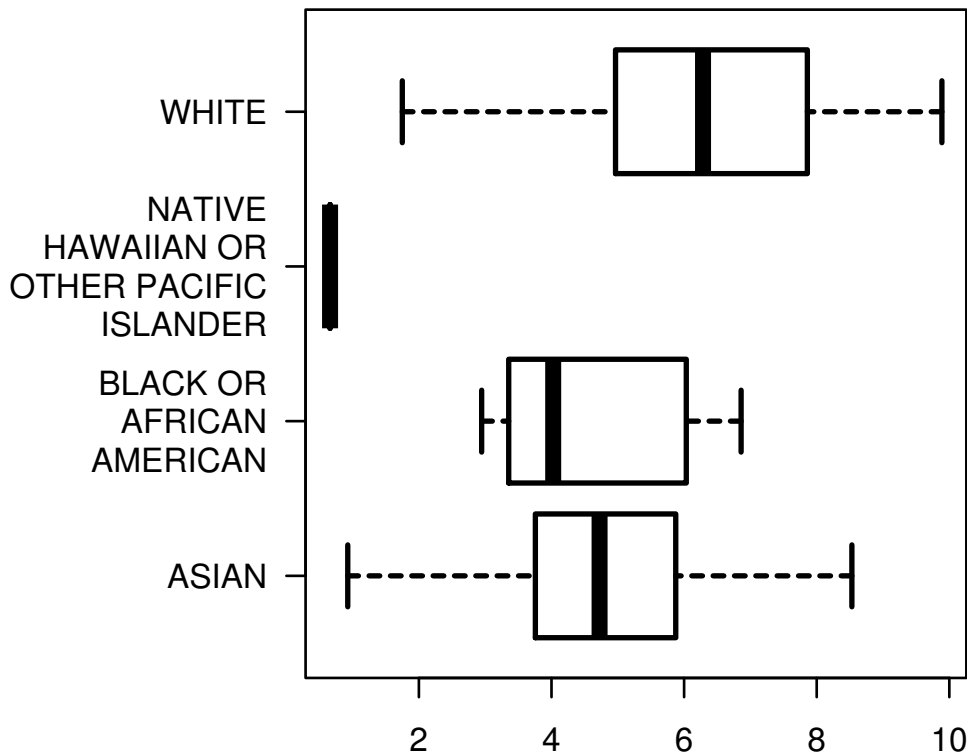 WHITE
NATIVE
HAWAIIAN OR
OTHER PACIFIC
ISLANDER
BLACK OR
AFRICAN
AMERICAN
ASIAN
2 4 6 8 10